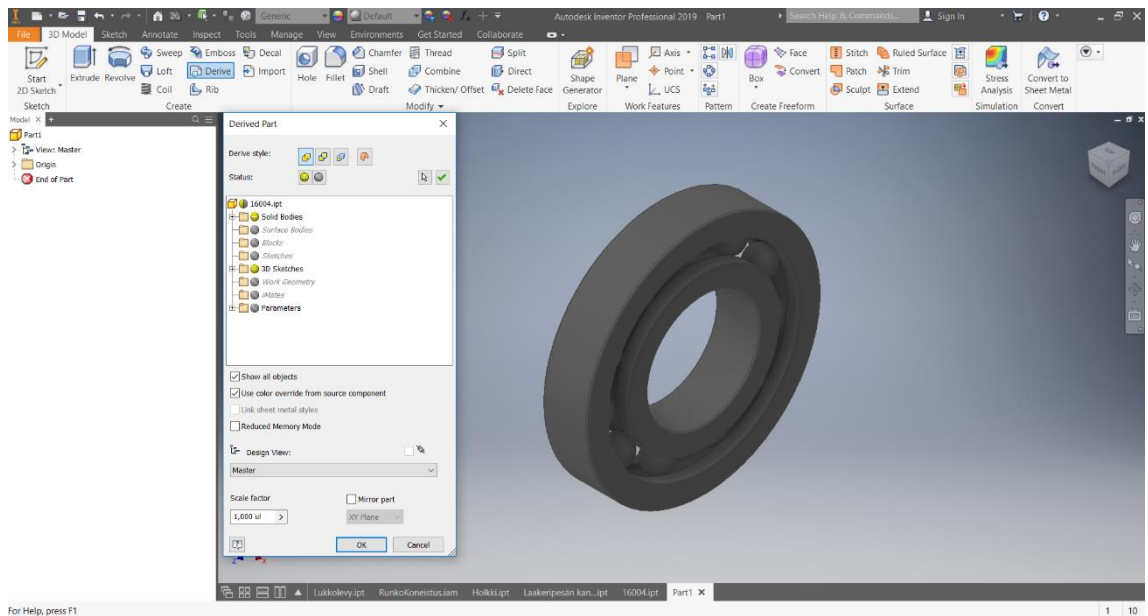 Generic
Default
Autodesk Inventor Professional 2019 Part1
Search Help & Commands...
Sign In
File 3D Model Sketch Annotate Inspect Tools Manage View Environments Get Started Collaborate
Start 2D Sketch
Extrude Revolve
Sweep Emboss Decal
Loft Derive Import
Coil Rib
Hole Fillet
Chamfer Thread Split
Shell Combine Direct
Draft Thicken/ Offset Delete Face
Shape Generator
Plane
Axis
Point
UCS
Box
Face
Convert
Stitch Ruled Surface
Patch Trim
Sculpt Extend
Stress Analysis
Convert to Sheet Metal
Sketch Create Modify Explore Work Features Pattern Create Freeform Surface Simulation Convert
Model
Part1
View: Master
Origin
End of Part
Derived Part
Derive style:
Status:
16004.ipt
Solid Bodies
Surface Bodies
Blocks
Sketches
3D Sketches
Work Geometry
iMates
Parameters
Show all objects
Use color override from source component
Link sheet metal styles
Reduced Memory Mode
Design View:
Master
Scale factor
Mirror part
1,000 ul
XY Plane
OK Cancel
Lukkolevy.ipt RunkoKoneistus.iam Holkki.ipt Laakeripesän kan...ipt 16004.ipt Part1
For Help, press F1
1 10